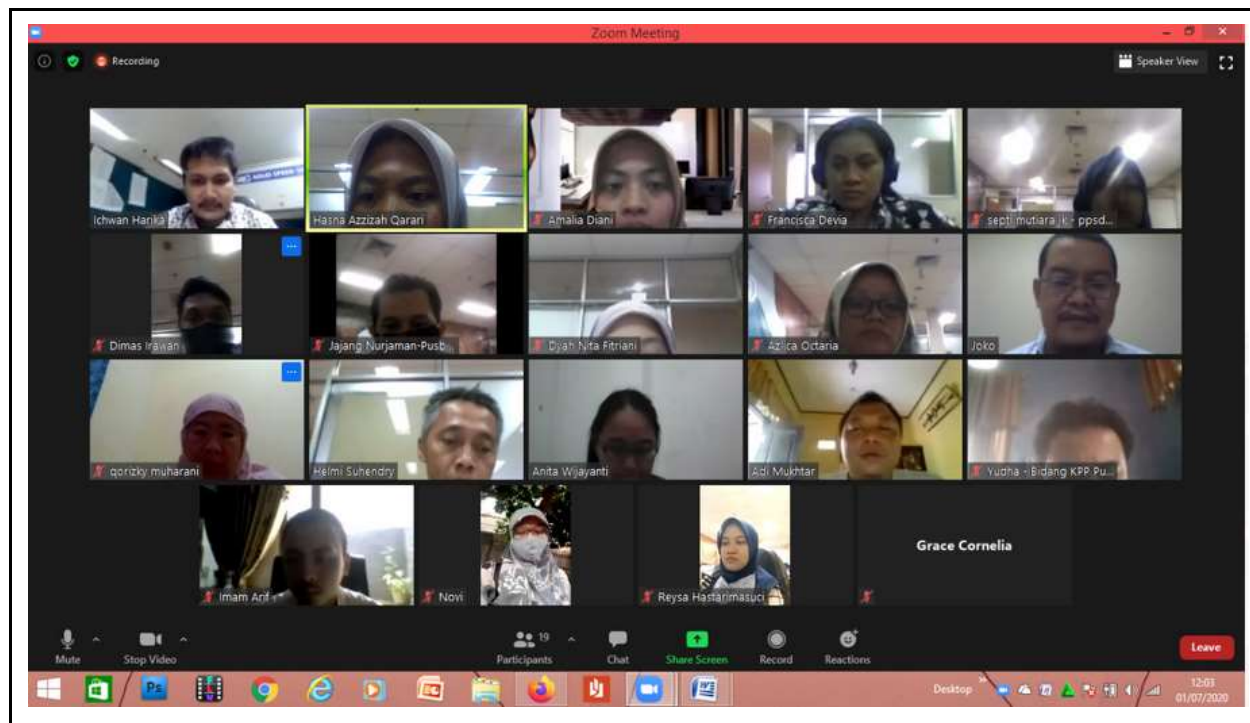 Zoom Meeting
Recording
Speaker View
Ichwan Harika
Hasna Azzizah Qarari
Amalia Diani
Francisca Devia
septi mutiara jk - ppsd...
Dimas Irawan
Jajang Nurjaman-Pusb
Dyah Nita Fitriani
Azlica Octaria
Joko
qorizky muharani
Helmi Suhendry
Anita Wijayanti
Adi Mukhtar
Yudha - Bidang KPP Pu...
Imam Arif
Novi
Reysa Hastarimasuci
Grace Cornelia
Mute
Stop Video
19
Participants
Chat
Share Screen
Record
Reactions
Leave
Ps
Desktop
12:03
01/07/2020